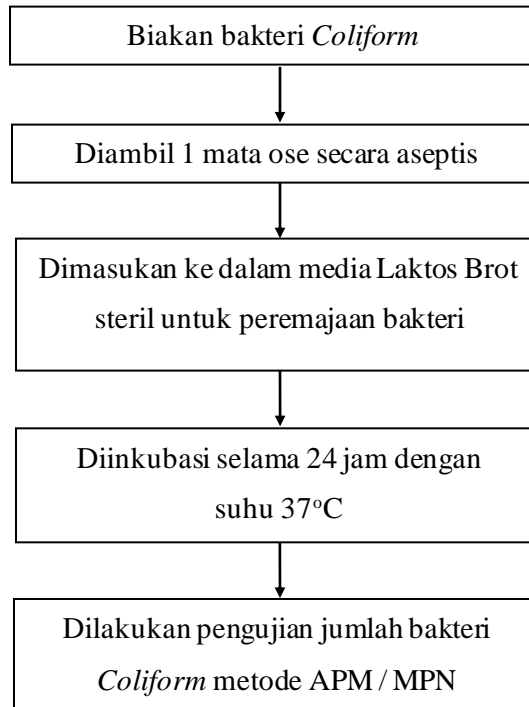 Biakan bakteri Coliform
Diambil 1 mata ose secara aseptis
Dimasukan ke dalam media Laktos Brot
steril untuk peremajaan bakteri
Diinkubasi selama 24 jam dengan
suhu 37°C
Dilakukan pengujian jumlah bakteri
Coliform metode APM / MPN